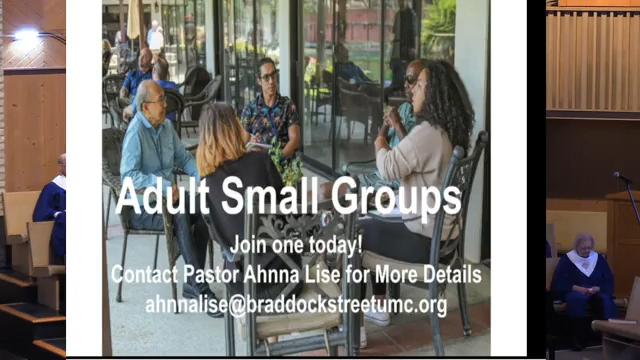 Adult Small Groups
Join one today!
Contact Pastor Ahnna Lise for More Details
ahnnalise@braddockstreetumc.org